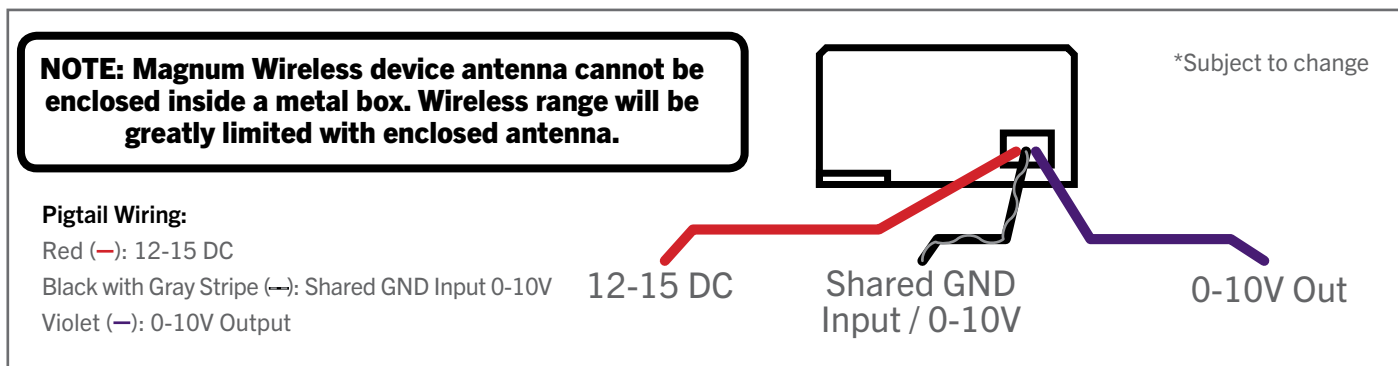 NOTE: Magnum Wireless device antenna cannot be
enclosed inside a metal box. Wireless range will be
greatly limited with enclosed antenna.
*Subject to change
Pigtail Wiring:
Red (—): 12-15 DC
Black with Gray Stripe (---): Shared GND Input 0-10V
Violet (—): 0-10V Output
12-15 DC
Shared GND
Input / 0-10V
0-10V Out